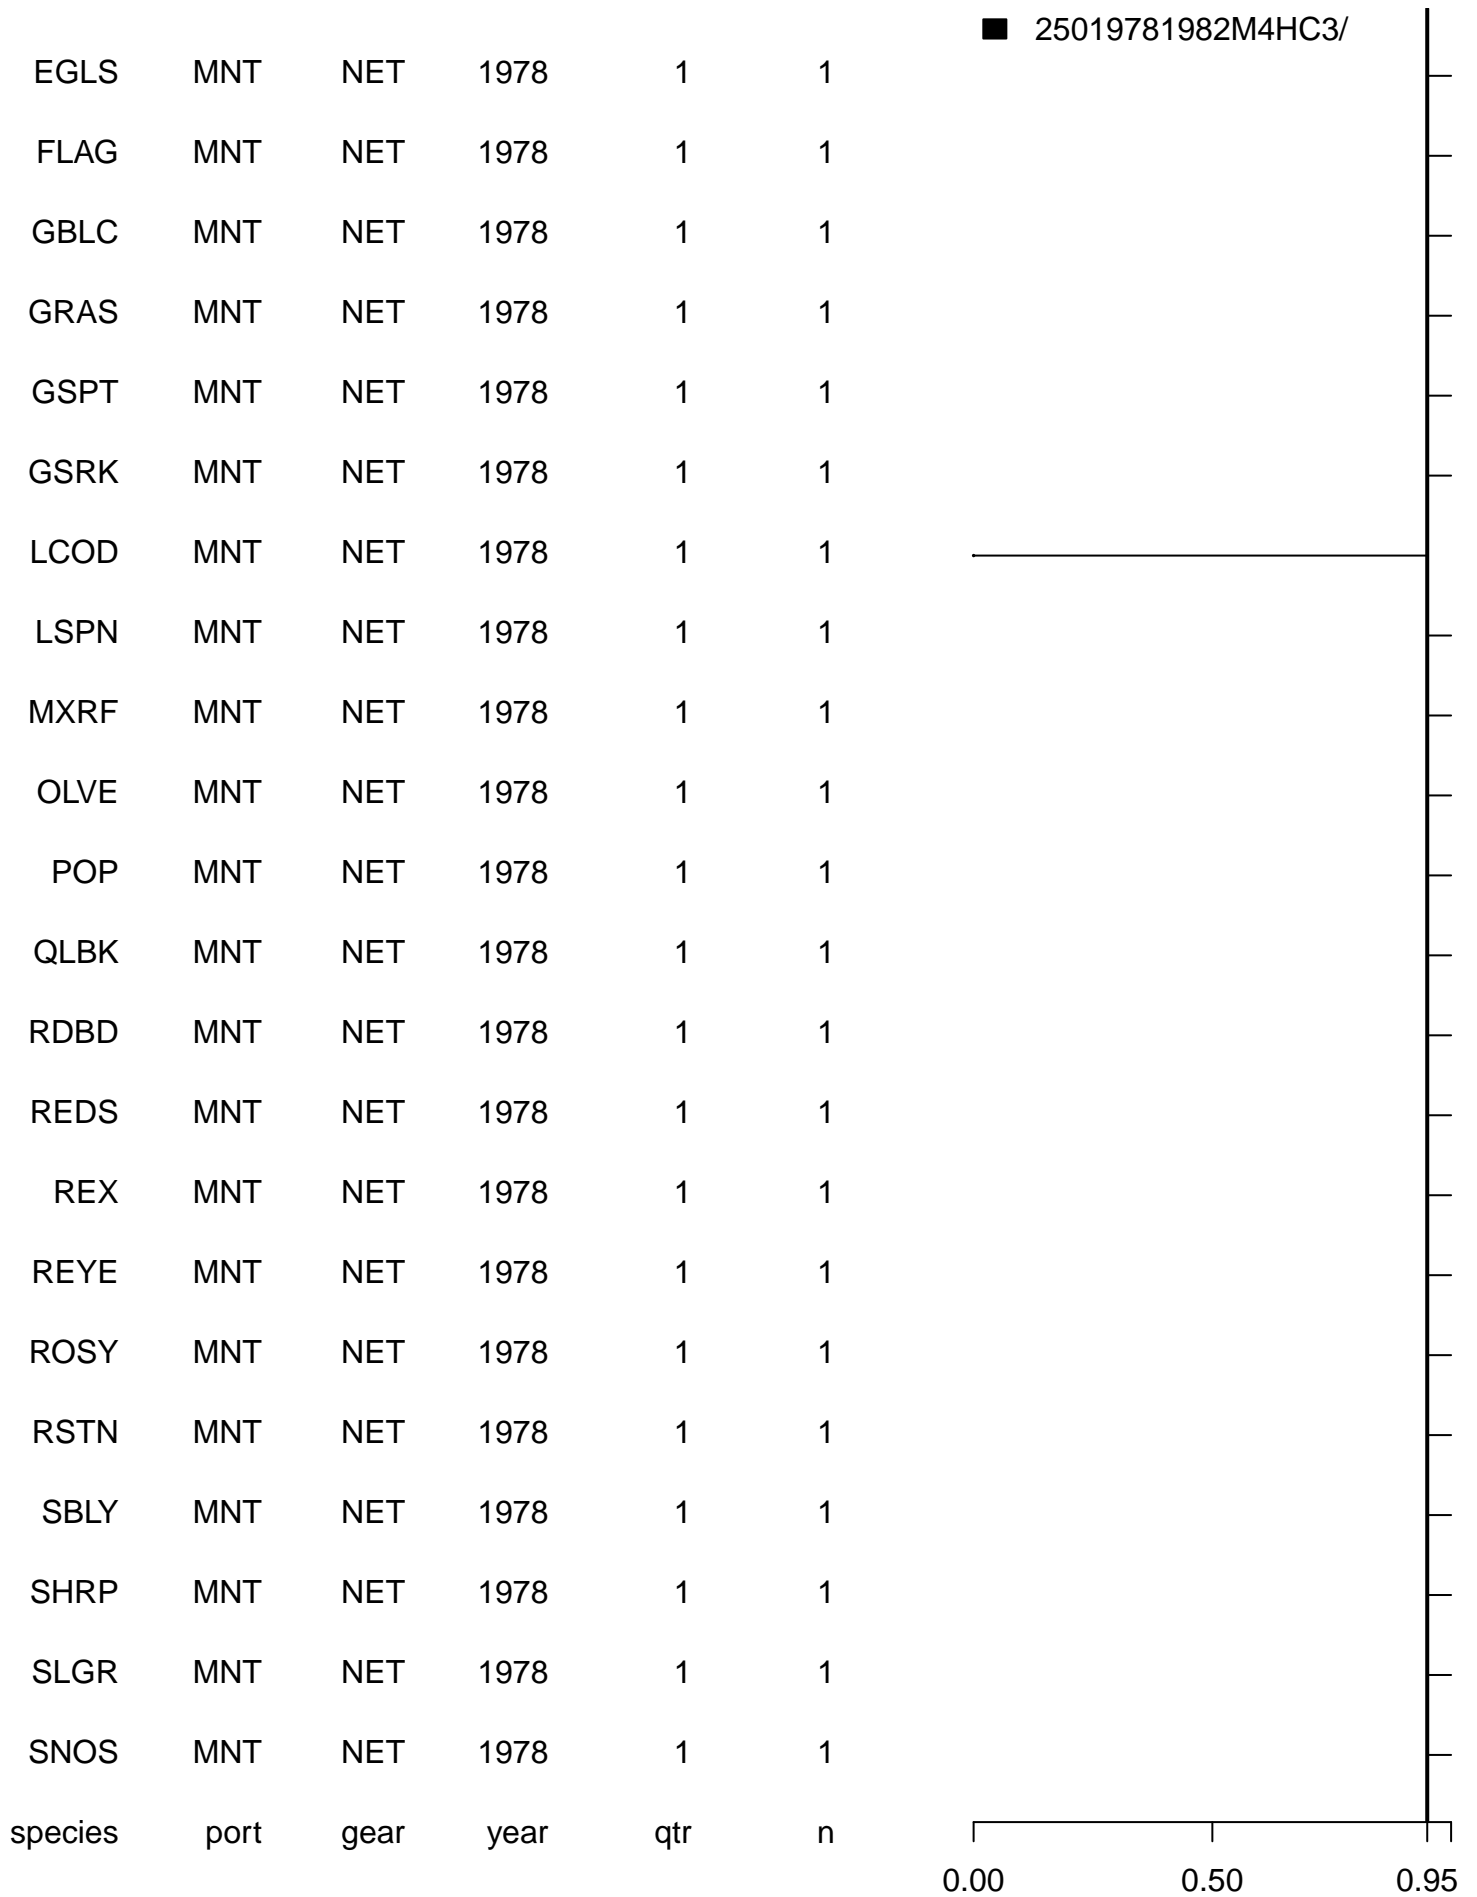 25019781982M4HC3/
EGLS MNT NET 1978 1 1
FLAG MNT NET 1978 1 1
GBLC MNT NET 1978 1 1
GRAS MNT NET 1978 1 1
GSPT MNT NET 1978 1 1
GSRK MNT NET 1978 1 1
LCOD MNT NET 1978 1 1
LSPN MNT NET 1978 1 1
MXRF MNT NET 1978 1 1
OLVE MNT NET 1978 1 1
POP MNT NET 1978 1 1
QLBK MNT NET 1978 1 1
RDBD MNT NET 1978 1 1
REDS MNT NET 1978 1 1
REX MNT NET 1978 1 1
REYE MNT NET 1978 1 1
ROSY MNT NET 1978 1 1
RSTN MNT NET 1978 1 1
SBLY MNT NET 1978 1 1
SHRP MNT NET 1978 1 1
SLGR MNT NET 1978 1 1
SNOS MNT NET 1978 1 1
species port gear year qtr n
0.00 0.50 0.95